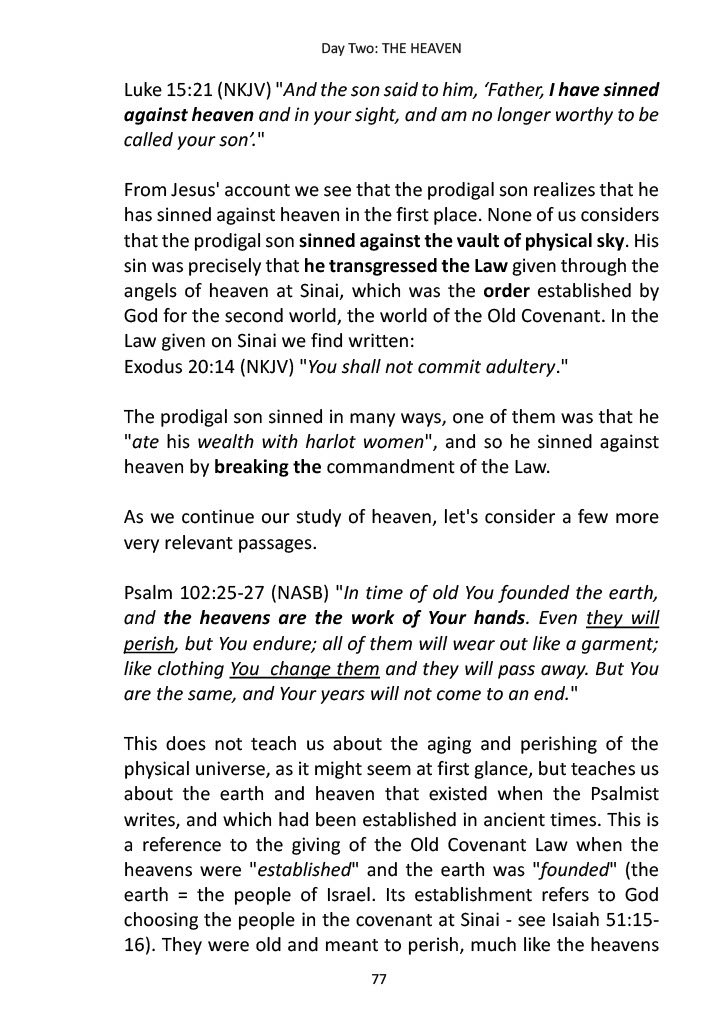 Day Two: THE HEAVEN
Luke 15:21 (NKJV) "And the son said to him, ‘Father, I have sinned
against heaven and in your sight, and am no longer worthy to be
called your son’."
From Jesus' account we see that the prodigal son realizes that he
has sinned against heaven in the first place. None of us considers
that the prodigal son sinned against the vault of physical sky. His
sin was precisely that he transgressed the Law given through the
angels of heaven at Sinai, which was the order established by
God for the second world, the world of the Old Covenant. In the
Law given on Sinai we find written:
Exodus 20:14 (NKJV) "You shall not commit adultery."
The prodigal son sinned in many ways, one of them was that he
"ate his wealth with harlot women", and so he sinned against
heaven by breaking the commandment of the Law.
As we continue our study of heaven, let's consider a few more
very relevant passages.
Psalm 102:25-27 (NASB) "In time of old You founded the earth,
and the heavens are the work of Your hands. Even they will
perish, but You endure; all of them will wear out like a garment;
like clothing You change them and they will pass away. But You
are the same, and Your years will not come to an end."
This does not teach us about the aging and perishing of the
physical universe, as it might seem at first glance, but teaches us
about the earth and heaven that existed when the Psalmist
writes, and which had been established in ancient times. This is
a reference to the giving of the Old Covenant Law when the
heavens were "established" and the earth was "founded" (the
earth = the people of Israel. Its establishment refers to God
choosing the people in the covenant at Sinai - see Isaiah 51:15-
16). They were old and meant to perish, much like the heavens
77